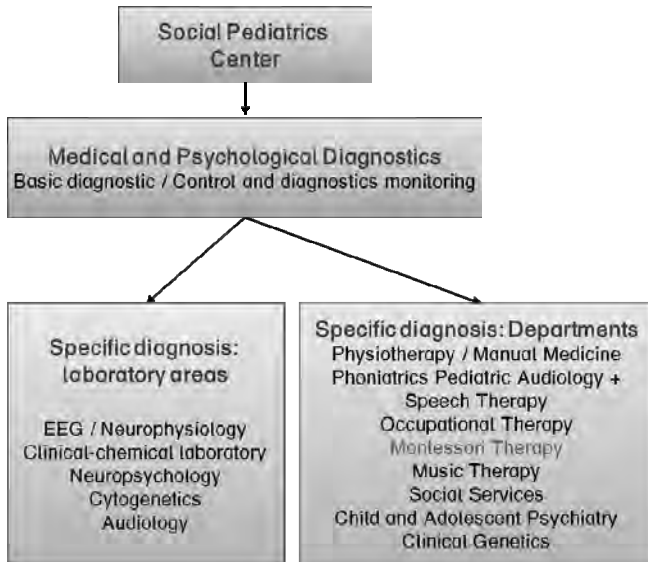 Social Pediatrics
Center
Medical and Psychological Diagnostics
Basic diagnostic / Control and diagnostics monitoring
Specific diagnosis:
laboratory areas
EEG / Neurophysiology
Clinical-chemical laboratory
Neuropsychology
Cytogenetics
Audiology
Specific diagnosis: Departments
Physiotherapy / Manual Medicine
Phoniatrics Pediatric Audiology +
Speech Therapy
Occupational Therapy
Montessori Therapy
Music Therapy
Social Services
Child and Adolescent Psychiatry
Clinical Genetics